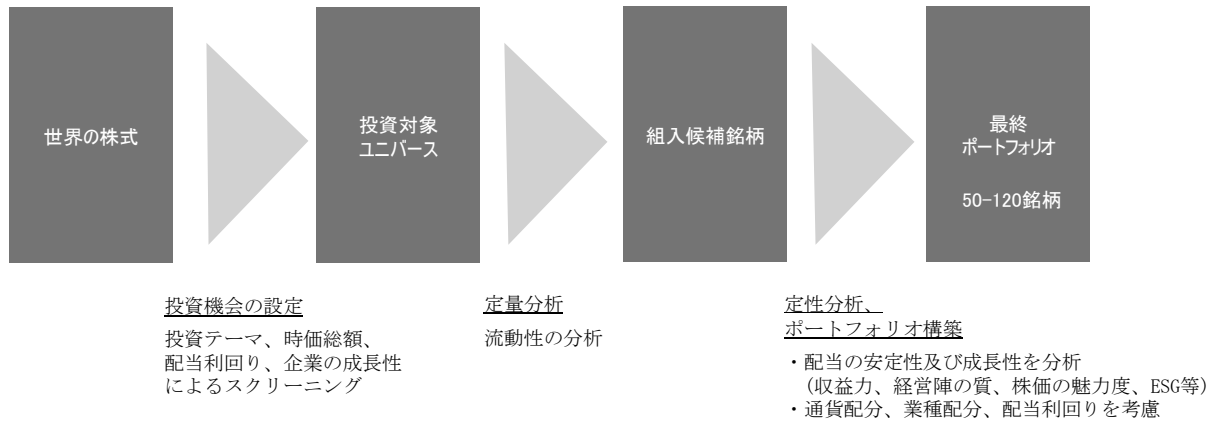 世界の株式
投資対象
ユニバース
組入候補銘柄
最終
ポートフォリオ
50-120銘柄
投資機会の設定
投資テーマ、時価総額、
配当利回り、企業の成長性
によるスクリーニング
定量分析
流動性の分析
定性分析、
ポートフォリオ構築
・配当の安定性及び成長性を分析
(収益力、経営陣の質、株価の魅力度、ESG等)
・通貨配分、業種配分、配当利回りを考慮